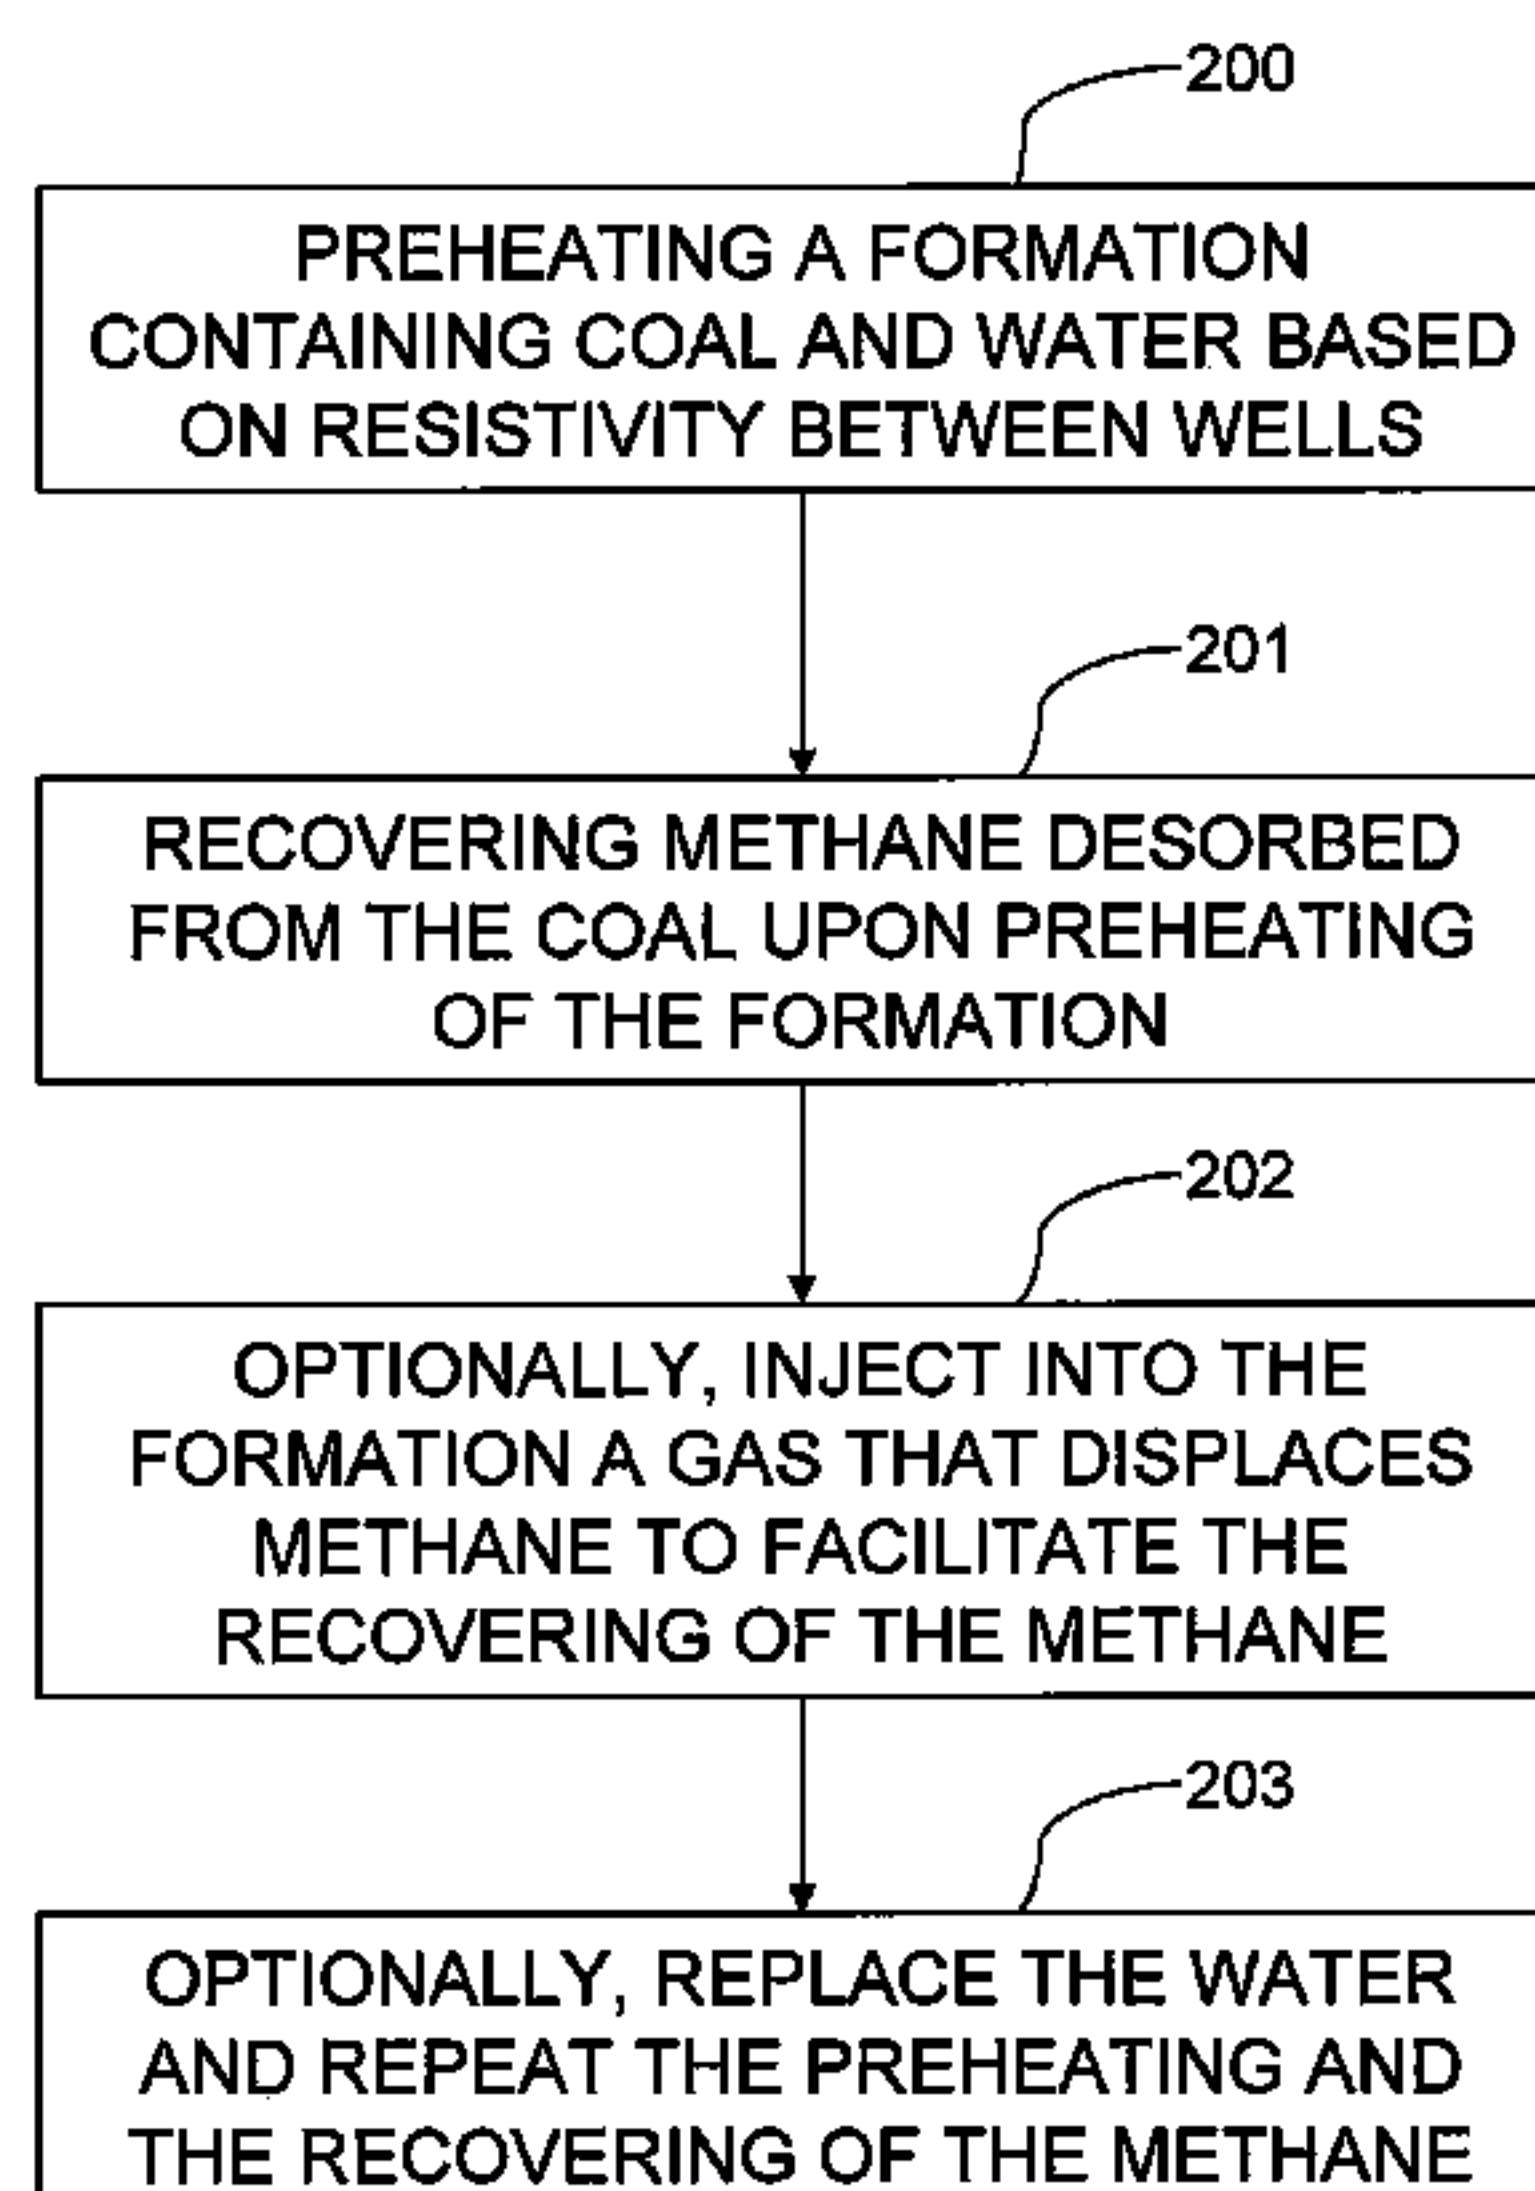 200
PREHEATING A FORMATION
CONTAINING COAL AND WATER BASED
ON RESISTIVITY BETWEEN WELLS
201
RECOVERING METHANE DESORBED
FROM THE COAL UPON PREHEATING
OF THE FORMATION
202
OPTIONALLY, INJECT INTO THE
FORMATION A GAS THAT DISPLACES
METHANE TO FACILITATE THE
RECOVERING OF THE METHANE
203
OPTIONALLY, REPLACE THE WATER
AND REPEAT THE PREHEATING AND
THE RECOVERING OF THE METHANE